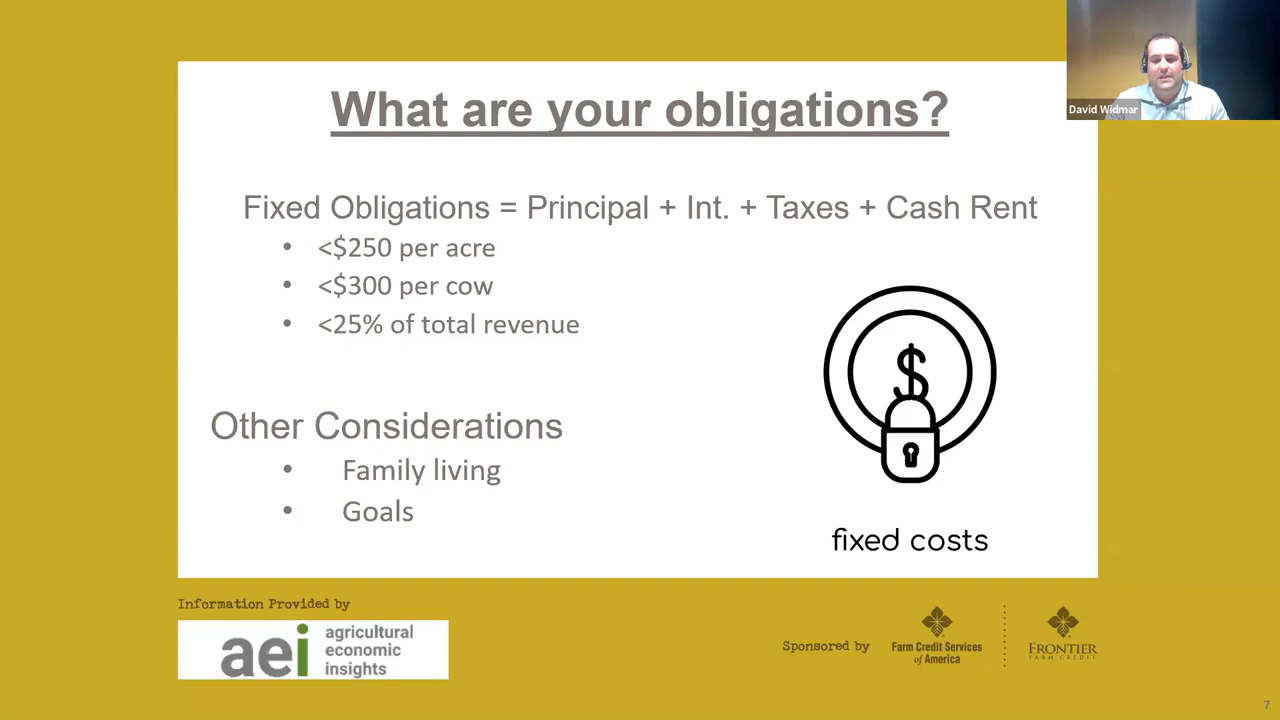 David Widmar
What are your obligations?
Fixed Obligations = Principal + Int. + Taxes + Cash Rent
• <$250 per acre
• <$300 per cow
• <25% of total revenue
Other Considerations
• Family living
• Goals
$
fixed costs
Information Provided by
aei agricultural
economic
insights
Sponsored by
Farm Credit Services
of America
FRONTIER
FARM CREDIT
7